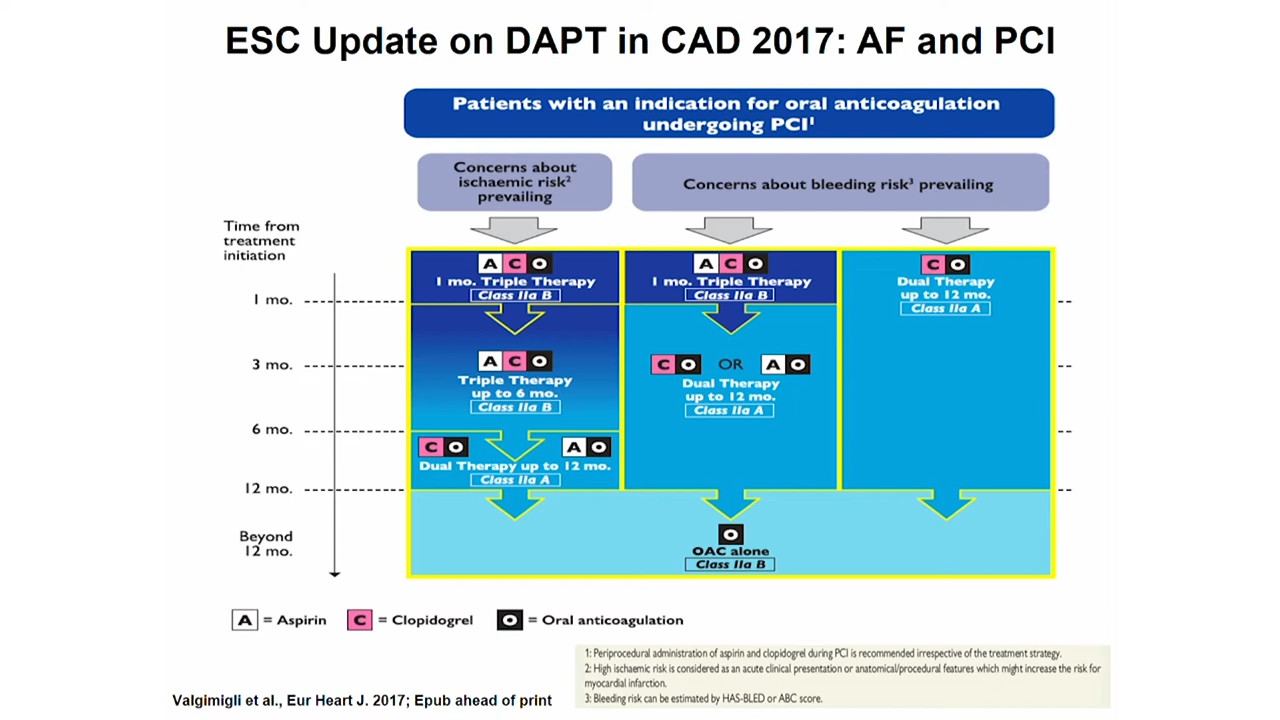 ESC Update on DAPT in CAD 2017: AF and PCI
Patients with an indication for oral anticoagulation
undergoing PCI¹
Concerns about
ischaemic risk²
prevailing
Concerns about bleeding risk³ prevailing
Time from
treatment
initiation
A C O
1 mo. Triple Therapy
Class IIa B
A C O
1 mo. Triple Therapy
Class IIa B
C O
Dual Therapy
up to 12 mo.
Class IIa A
1 mo.
3 mo.
A C O
Triple Therapy
up to 6 mo.
Class IIa B
C O OR A O
Dual Therapy
up to 12 mo.
Class IIa A
6 mo.
C O A O
Dual Therapy up to 12 mo.
Class IIa A
12 mo.
Beyond
12 mo.
O
OAC alone
Class IIa B
A = Aspirin C = Clopidogrel O = Oral anticoagulation
1: Periprocedural administration of aspirin and clopidogrel during PCI is recommended irrespective of the treatment strategy.
2: High ischaemic risk is considered as an acute clinical presentation or anatomical/procedural features which might increase the risk for
myocardial infarction.
3: Bleeding risk can be estimated by HAS-BLED or ABC score.
Valgimigli et al., Eur Heart J. 2017; Epub ahead of print